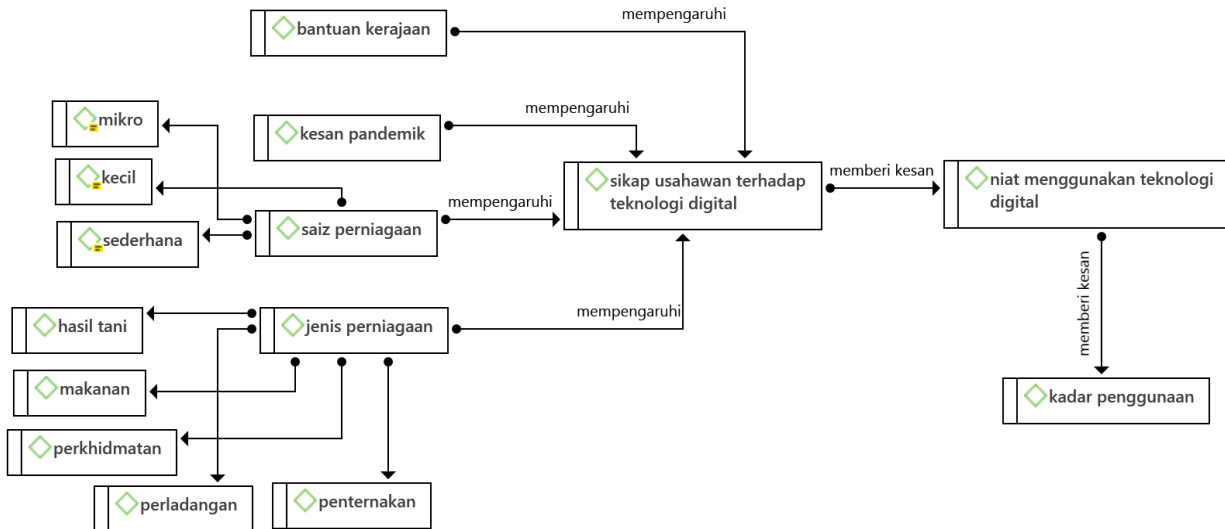 mempengaruhi
bantuan kerajaan
mempengaruhi
mikro
kesan pandemik
kecil
sikap usahawan terhadap
teknologi digital
memberi kesan
niat menggunakan teknologi
digital
mempengaruhi
saiz perniagaan
sederhana
memberi kesan
mempengaruhi
hasil tani
jenis perniagaan
makanan
kadar penggunaan
perkhidmatan
perladangan
penternakan